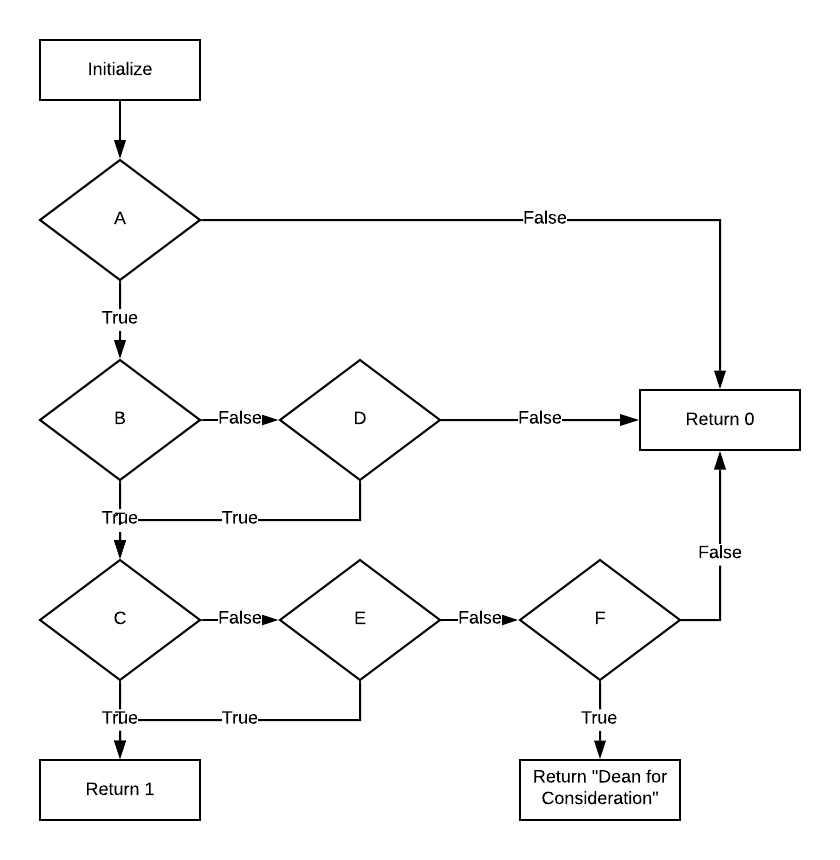 Initialize
A
False
True
B
False
D
False
Return 0
True
True
False
C
False
E
False
F
True
True
True
Return 1
Return "Dean for
Consideration"